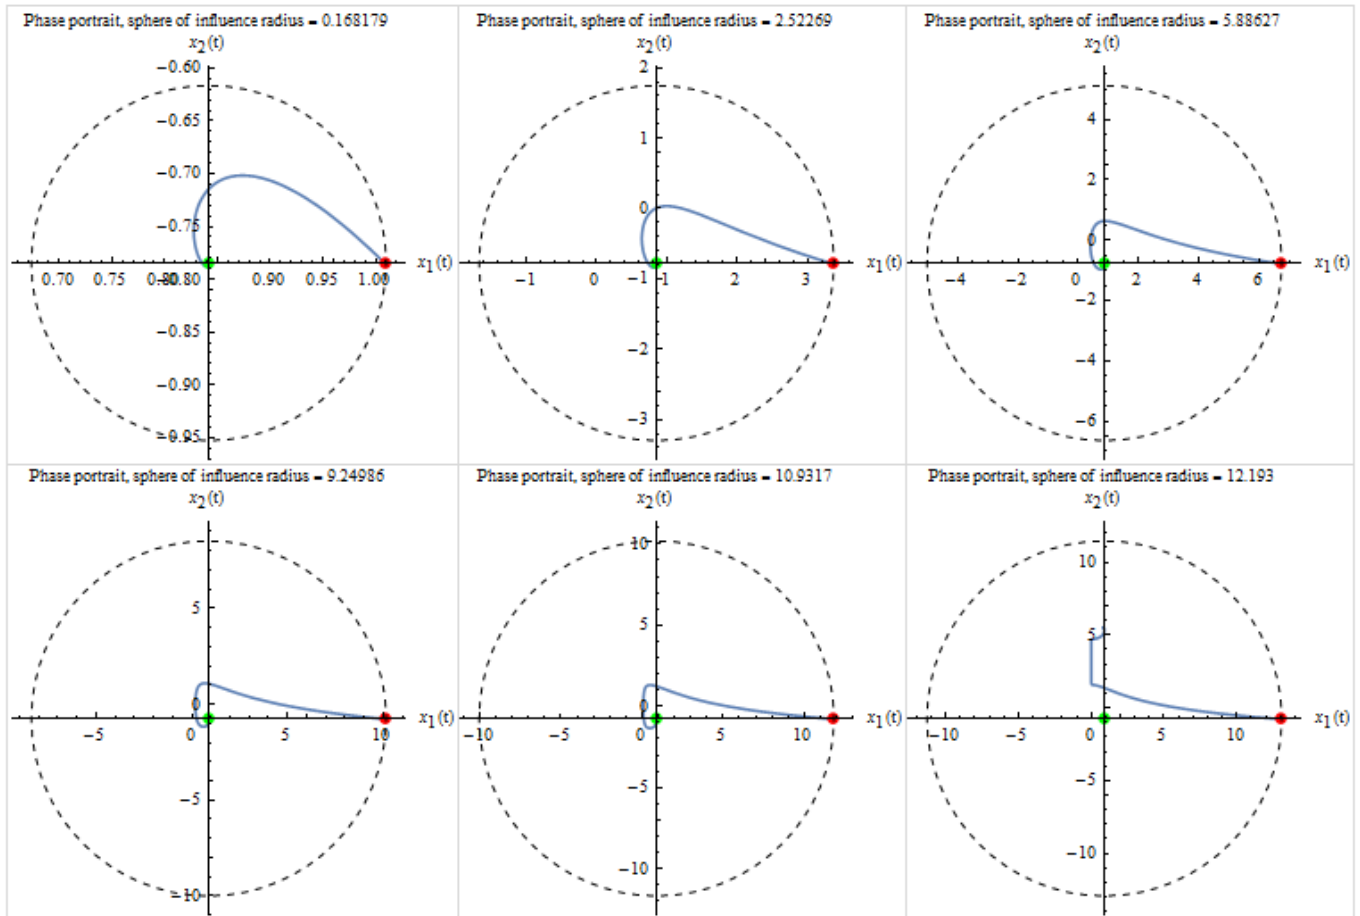 Phase portrait, sphere of influence radius = 0.168179
x2(t)
−0.60
−0.65
−0.70
−0.75
x1(t)
0.70 0.75 −0.80 0.90 0.95 1.00
−0.85
−0.90
−0.95
Phase portrait, sphere of influence radius = 2.52269
x2(t)
2
1
0
x1(t)
−1 0 −1 1 2 3
−2
−3
Phase portrait, sphere of influence radius = 5.88627
x2(t)
4
2
0
x1(t)
−4 −2 0 2 4 6
−2
−4
−6
Phase portrait, sphere of influence radius = 9.24986
x2(t)
5
0
x1(t)
−5 0 5 10
−5
−10
Phase portrait, sphere of influence radius = 10.9317
x2(t)
10
5
0
x1(t)
−10 −5 0 5 10
−5
−10
Phase portrait, sphere of influence radius = 12.193
x2(t)
10
5
x1(t)
−10 −5 0 5 10
−5
−10